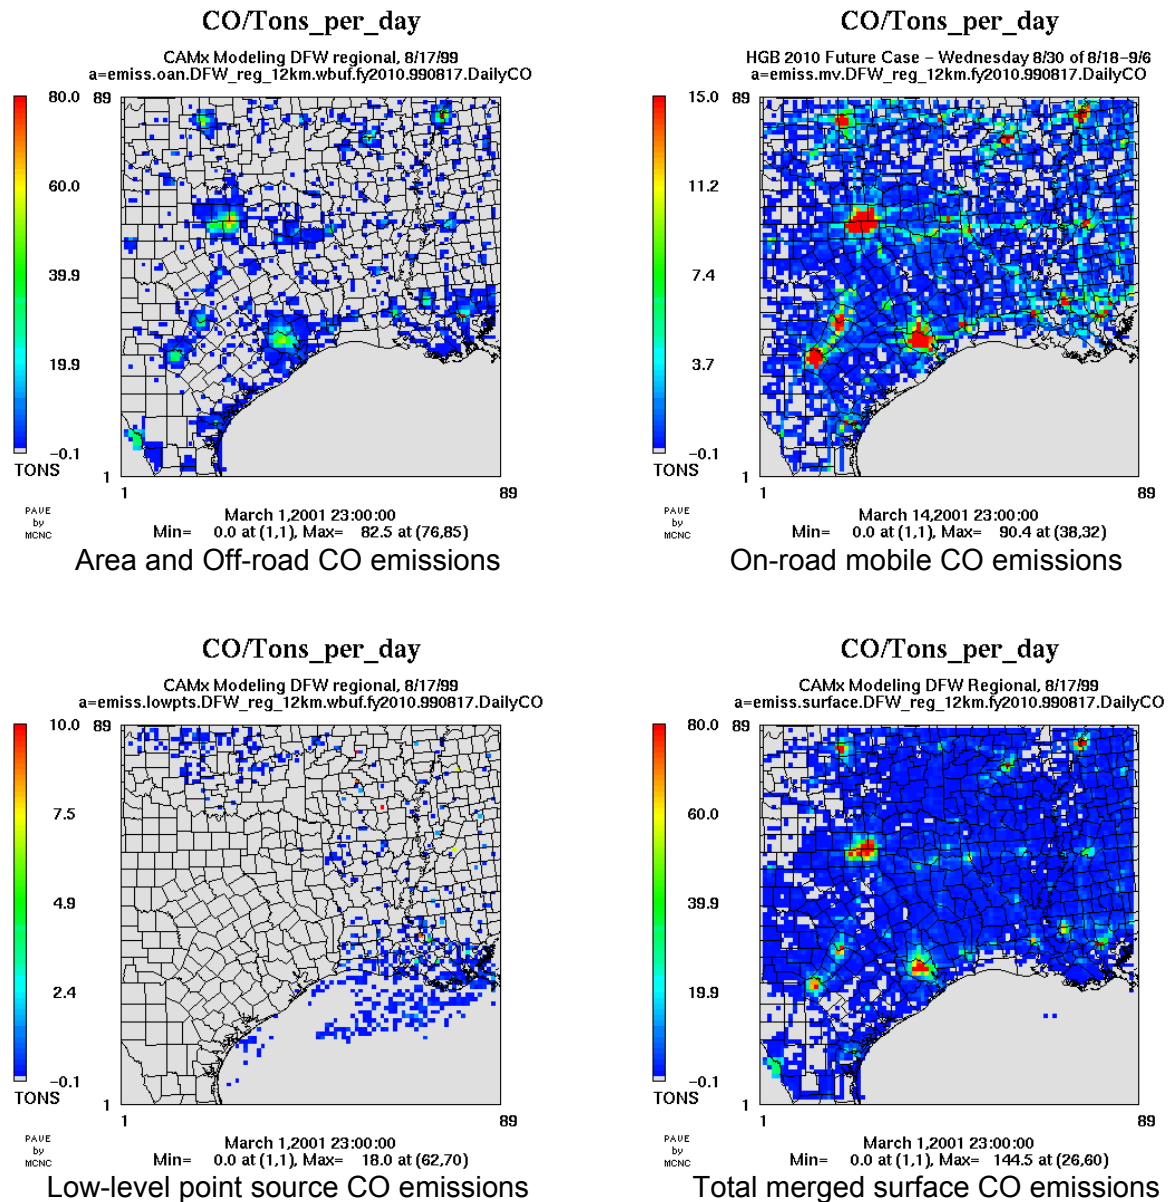 CO/Tons_per_day
CAMx Modeling DFW regional, 8/17/99
a=emiss.oan.DFW_reg_12km.wbuf.fy2010.990817.DailyCO
80.0
60.0
39.9
19.9
-0.1
TONS
89
1
1
89
PAVE
by
MCNC
March 1,2001 23:00:00
Min= 0.0 at (1,1), Max= 82.5 at (76,85)
Area and Off-road CO emissions
CO/Tons_per_day
HGB 2010 Future Case - Wednesday 8/30 of 8/18-9/6
a=emiss.mv.DFW_reg_12km.fy2010.990817.DailyCO
15.0
11.2
7.4
3.7
-0.1
TONS
89
1
1
89
PAVE
by
MCNC
March 14,2001 23:00:00
Min= 0.0 at (1,1), Max= 90.4 at (38,32)
On-road mobile CO emissions
CO/Tons_per_day
CAMx Modeling DFW regional, 8/17/99
a=emiss.lowpts.DFW_reg_12km.wbuf.fy2010.990817.DailyCO
10.0
7.5
4.9
2.4
-0.1
TONS
89
1
1
89
PAVE
by
MCNC
March 1,2001 23:00:00
Min= 0.0 at (1,1), Max= 18.0 at (62,70)
Low-level point source CO emissions
CO/Tons_per_day
CAMx Modeling DFW Regional, 8/17/99
a=emiss.surface.DFW_reg_12km.fy2010.990817.DailyCO
80.0
60.0
39.9
19.9
-0.1
TONS
89
1
1
89
PAVE
by
MCNC
March 1,2001 23:00:00
Min= 0.0 at (1,1), Max= 144.5 at (26,60)
Total merged surface CO emissions